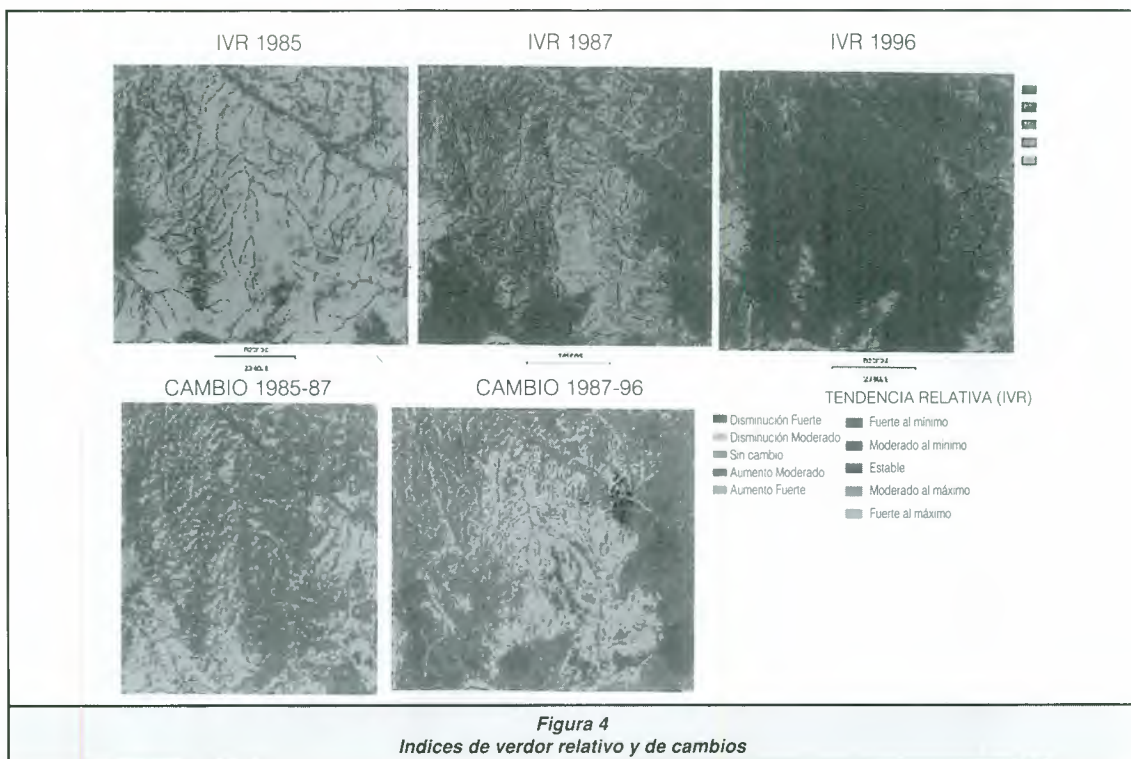 IVR 1985
IVR 1987
IVR 1996
CAMBIO 1985-87
CAMBIO 1987-96
Disminución Fuerte
Disminución Moderado
Sin cambio
Aumento Moderado
Aumento Fuerte
TENDENCIA RELATIVA (IVR)
Fuerte al mínimo
Moderado al mínimo
Estable
Moderado al máximo
Fuerte al máximo
Figura 4
Indices de verdor relativo y de cambios